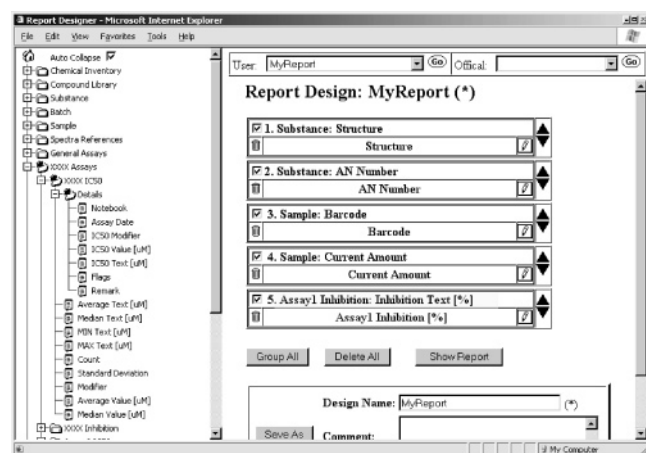 Report Designer - Microsoft Internet Explorer
File Edit View Favorites Tools Help
Auto Collapse
Chemical Inventory
Compound Library
Substance
Batch
Sample
Spectra References
General Assays
XXXX Assays
XXXX IC50
Details
Notebook
Assay Date
IC50 Modifier
IC50 Value [uM]
IC50 Text [uM]
Flags
Remark
Average Text [uM]
Median Text [uM]
MIN Text [uM]
MAX Text [uM]
Count
Standard Deviation
Modifier
Average Value [uM]
Median Value [uM]
XXXX Inhibition
User: MyReport Go Offical: Go
Report Design: MyReport (*)
1. Substance: Structure
Structure
2. Substance: AN Number
AN Number
3. Sample: Barcode
Barcode
4. Sample: Current Amount
Current Amount
5. Assay1 Inhibition: Inhibition Text [%]
Assay1 Inhibition [%]
Group All Delete All Show Report
Design Name: MyReport (*)
Save As Comment:
My Computer